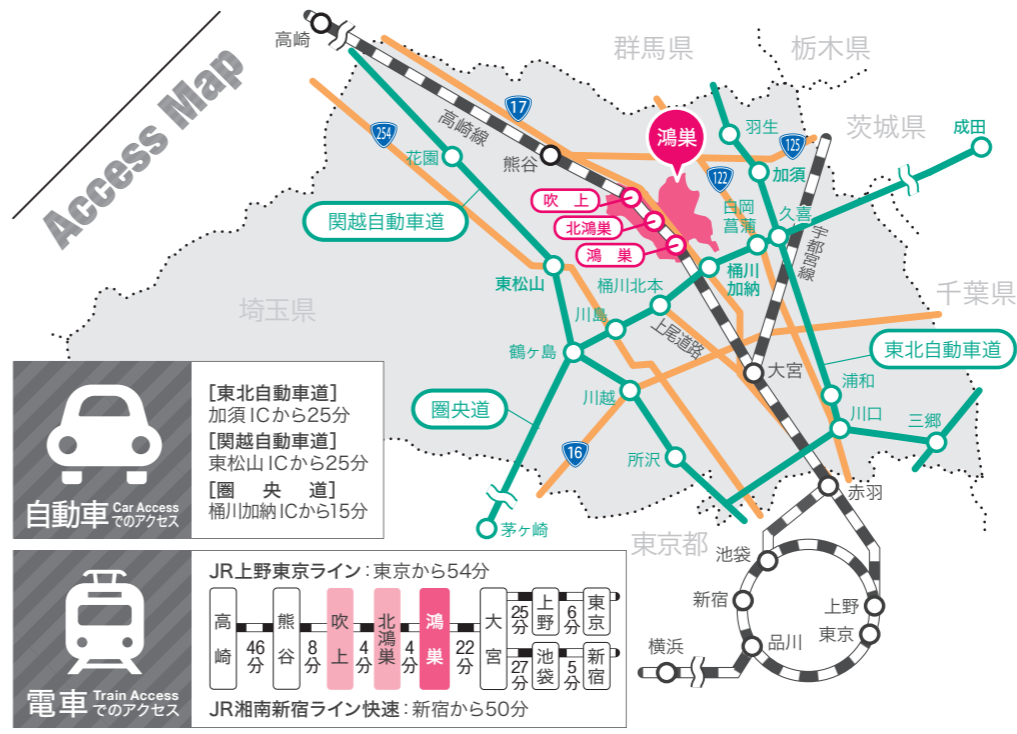 Access Map
群馬県
栃木県
茨城県
千葉県
埼玉県
東京都
高崎
高崎線
17
254
花園
熊谷
鴻巣
122
125
羽生
加須
成田
関越自動車道
吹上
北鴻巣
鴻巣
白岡
菖蒲
久喜
宇都宮線
東松山
桶川北本
桶川
加納
川島
上尾道路
鶴ヶ島
大宮
東北自動車道
圏央道
川越
浦和
川口
三郷
16
所沢
茅ヶ崎
赤羽
池袋
新宿
上野
東京
品川
横浜
自動車 Car Access
でのアクセス
[東北自動車道]
加須ICから25分
[関越自動車道]
東松山ICから25分
[圏央道]
桶川加納ICから15分
電車 Train Access
でのアクセス
JR上野東京ライン:東京から54分
高崎 46分 熊谷 8分 吹上 4分 北鴻巣 4分 鴻巣 22分 大宮
25分 上野 6分 東京
27分 池袋 5分 新宿
JR湘南新宿ライン快速:新宿から50分